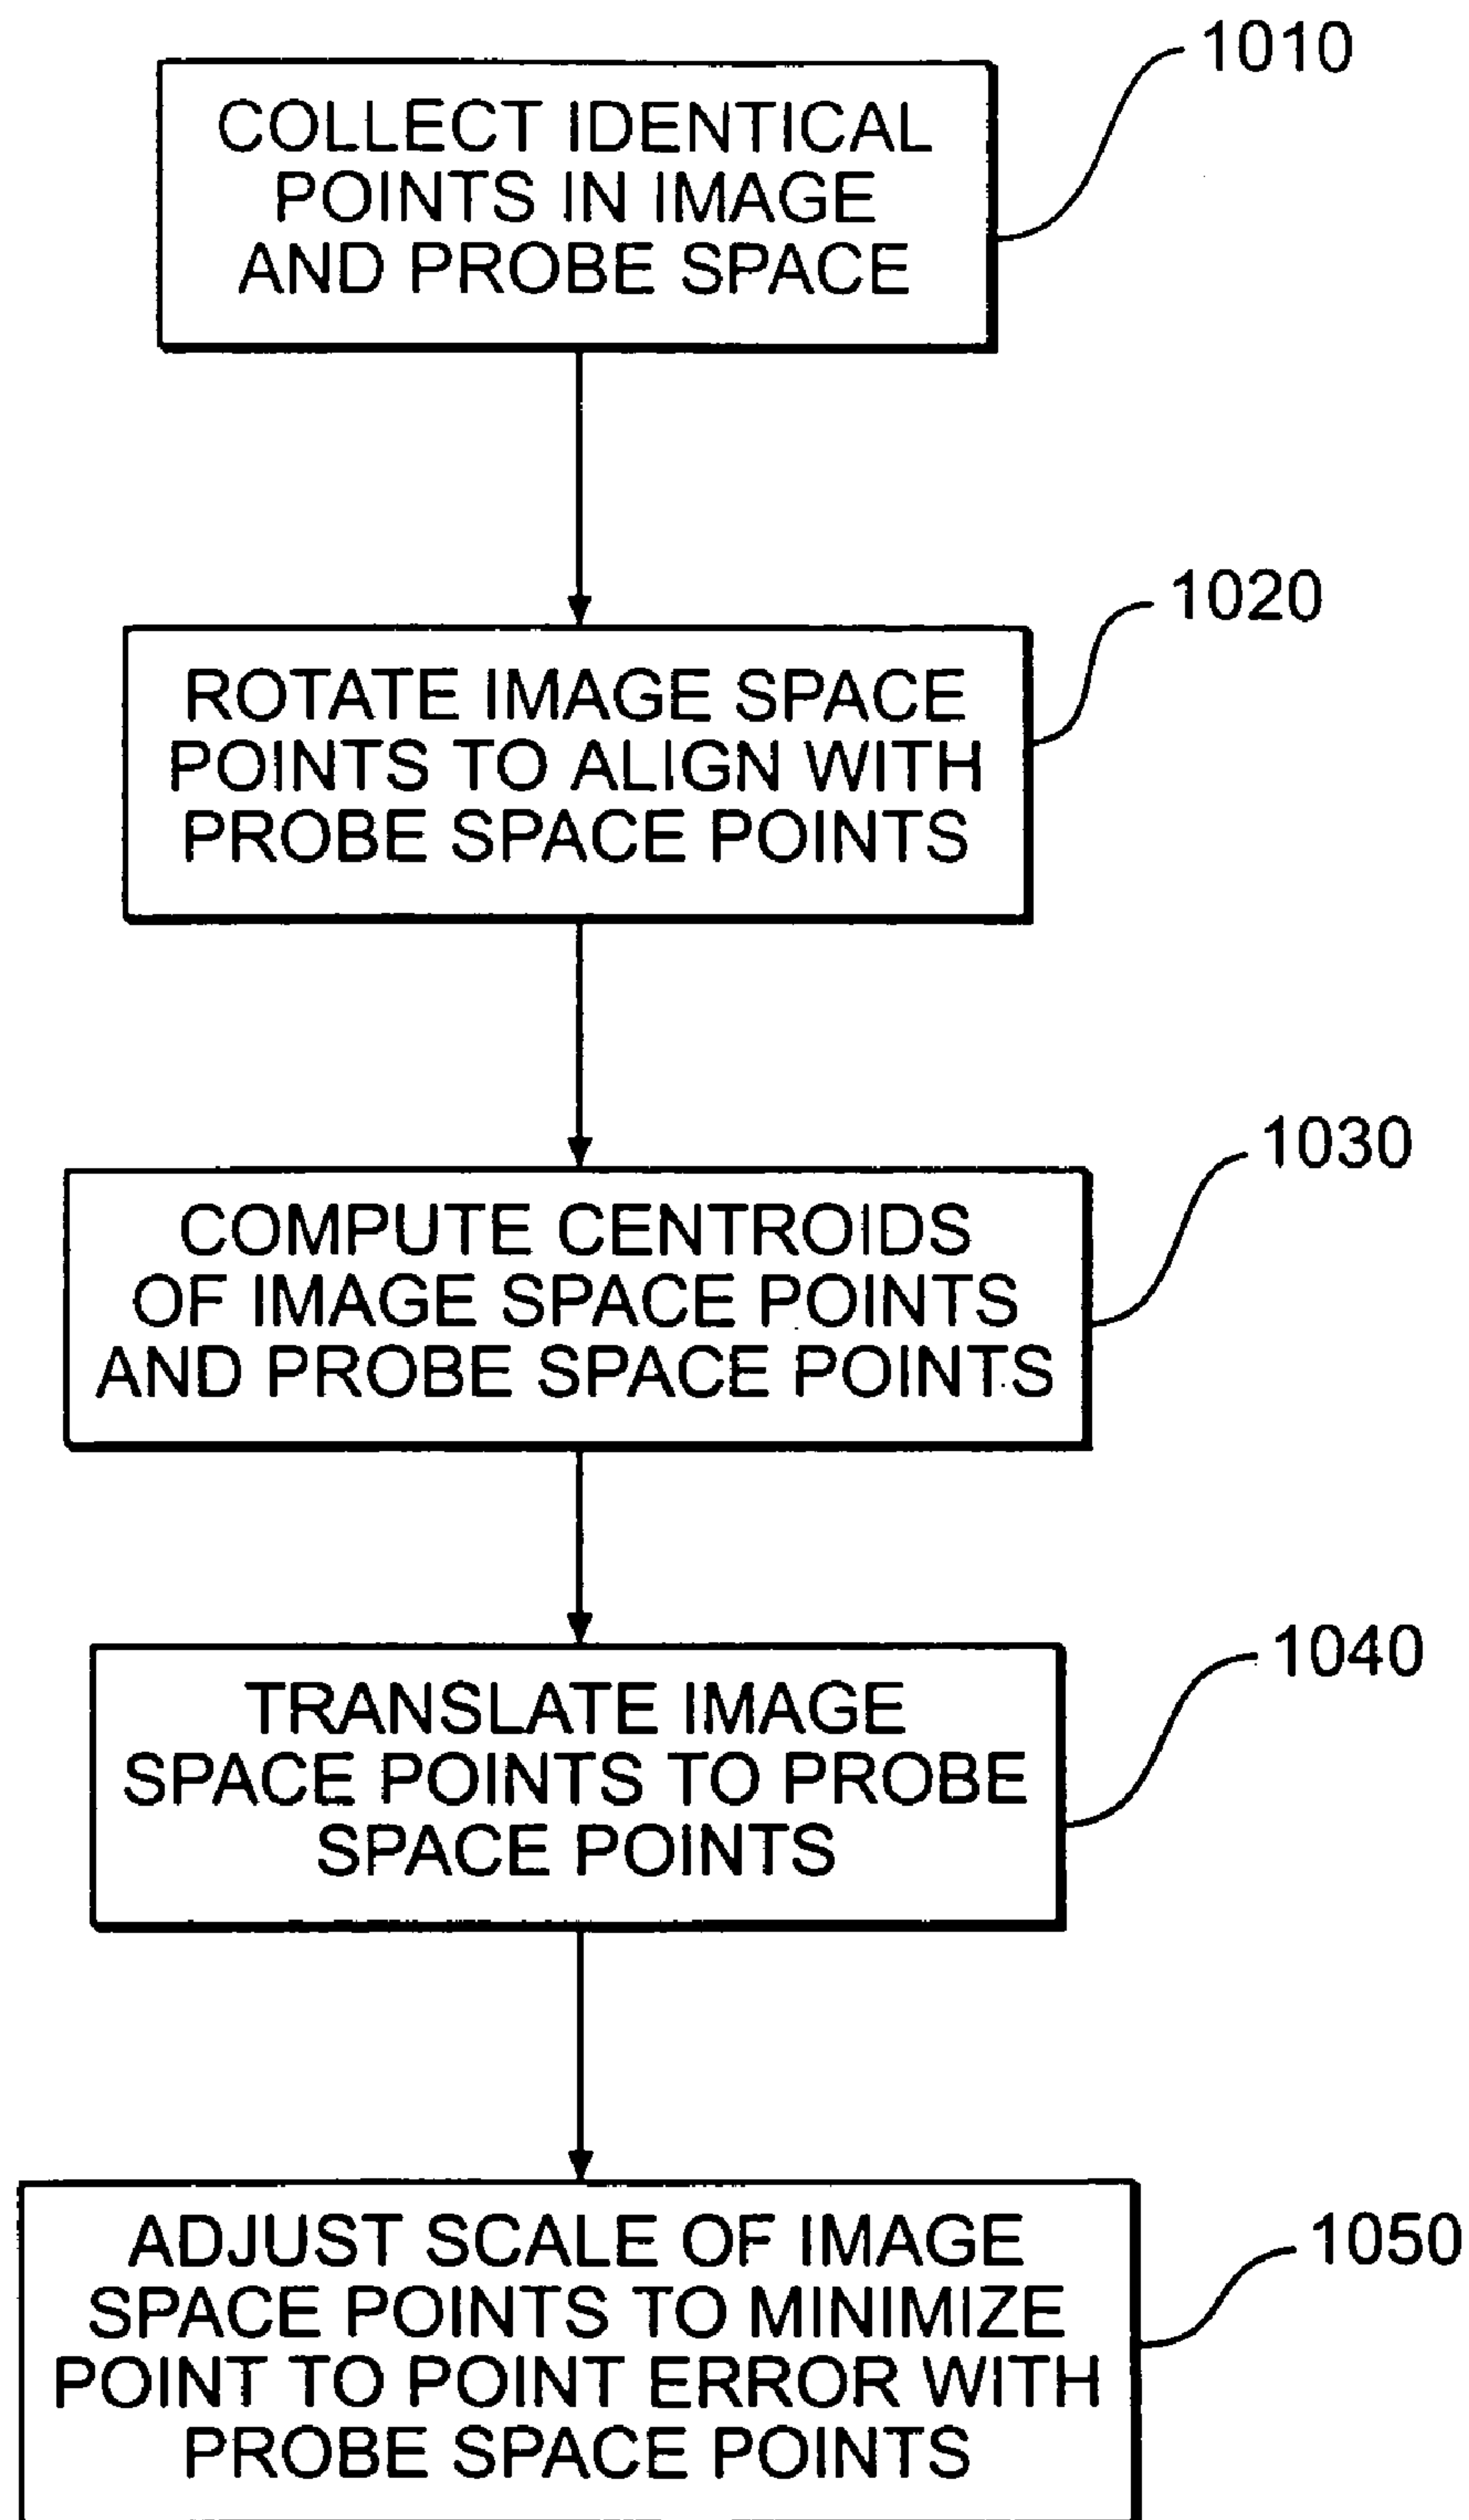 1010
COLLECT IDENTICAL
POINTS IN IMAGE
AND PROBE SPACE
1020
ROTATE IMAGE SPACE
POINTS TO ALIGN WITH
PROBE SPACE POINTS
1030
COMPUTE CENTROIDS
OF IMAGE SPACE POINTS
AND PROBE SPACE POINTS
1040
TRANSLATE IMAGE
SPACE POINTS TO PROBE
SPACE POINTS
1050
ADJUST SCALE OF IMAGE
SPACE POINTS TO MINIMIZE
POINT TO POINT ERROR WITH
PROBE SPACE POINTS